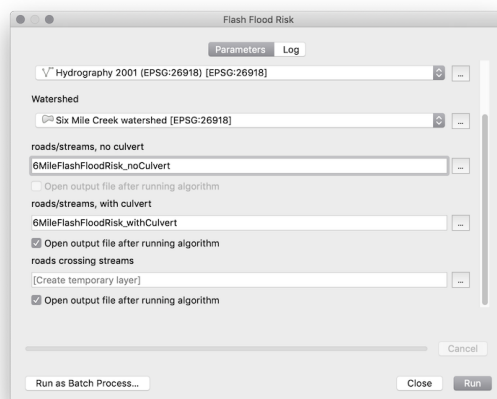 Flash Flood Risk
Parameters Log
Hydrography 2001 (EPSG:26918) [EPSG:26918]
...
Watershed
Six Mile Creek watershed [EPSG:26918]
...
roads/streams, no culvert
6MileFlashFloodRisk_noCulvert
...
Open output file after running algorithm
roads/streams, with culvert
6MileFlashFloodRisk_withCulvert
...
Open output file after running algorithm
roads crossing streams
[Create temporary layer]
...
Open output file after running algorithm
Cancel
Run as Batch Process... Close Run